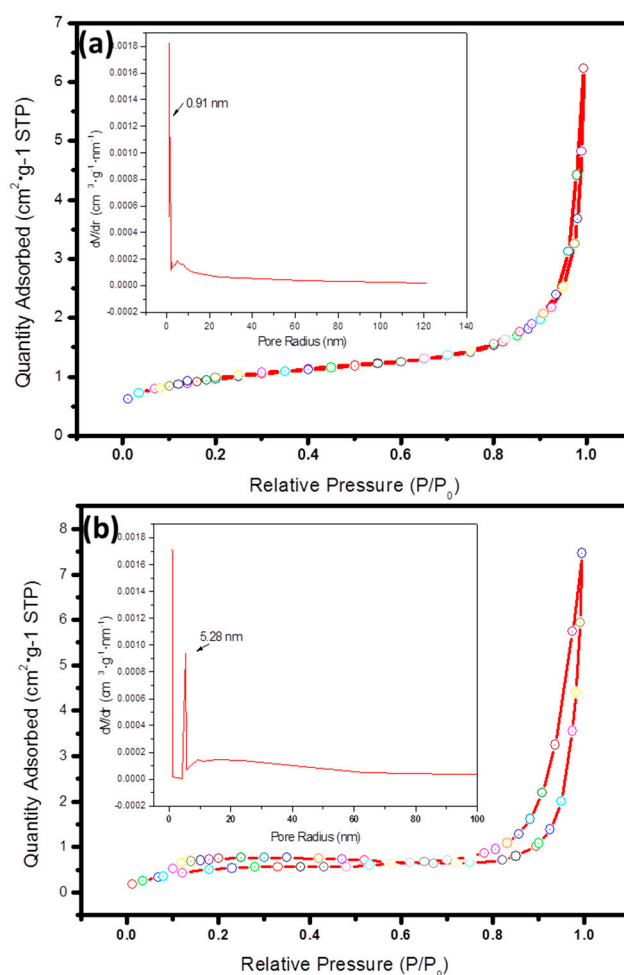 (a)
7
6
5
4
3
2
1
0
Quantity Adsorbed (cm²·g-1 STP)
0.0 0.2 0.4 0.6 0.8 1.0
Relative Pressure (P/P₀)
0.0018
0.0016
0.0014
0.0012
0.0010
0.0008
0.0006
0.0004
0.0002
0.0000
-0.0002
dV/dr (cm³·g⁻¹·nm⁻¹)
0.91 nm
0 20 40 60 80 100 120 140
Pore Radius (nm)
(b)
8
7
6
5
4
3
2
1
0
Quantity Adsorbed (cm²·g-1 STP)
0.0 0.2 0.4 0.6 0.8 1.0
Relative Pressure (P/P₀)
0.0018
0.0016
0.0014
0.0012
0.0010
0.0008
0.0006
0.0004
0.0002
0.0000
-0.0002
dV/dr (cm³·g⁻¹·nm⁻¹)
5.28 nm
0 20 40 60 80 100
Pore Radius (nm)